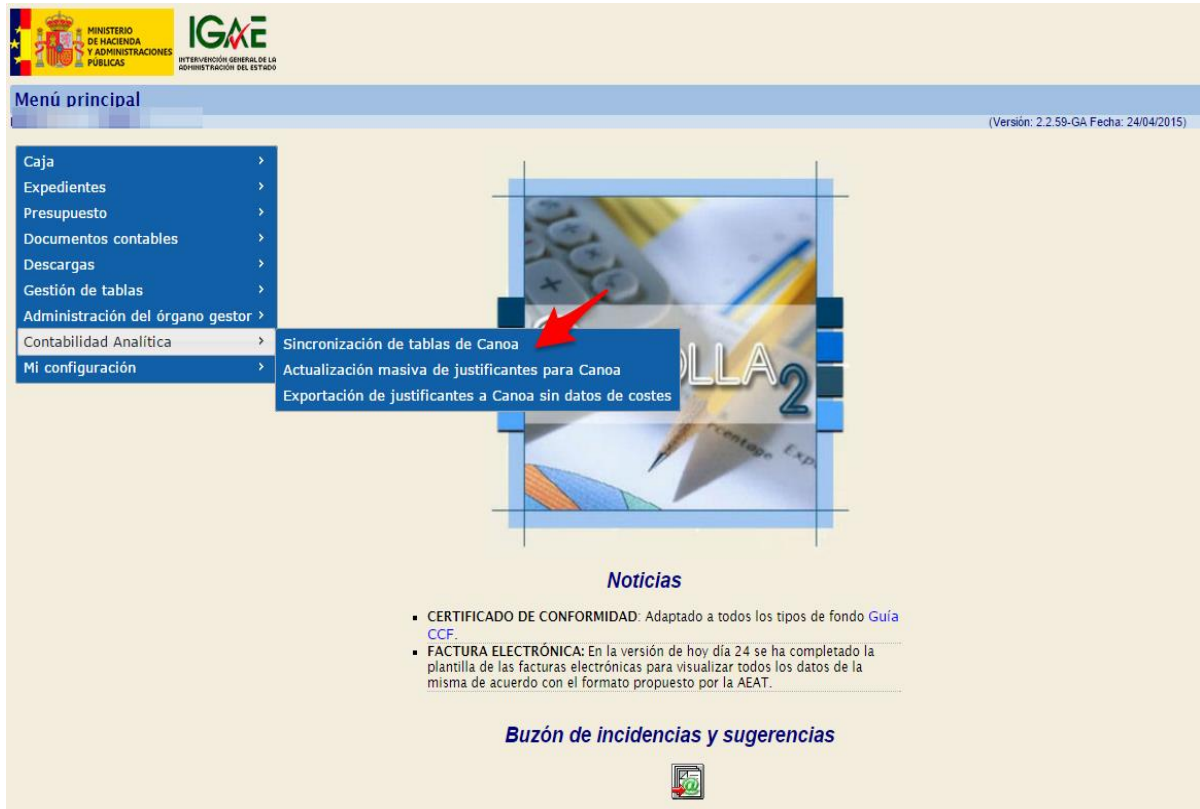 MINISTERIO
DE HACIENDA
Y ADMINISTRACIONES
PÚBLICAS
IGAE
INTERVENCIÓN GENERAL DE LA
ADMINISTRACIÓN DEL ESTADO
Menú principal
(Versión: 2.2.59-GA Fecha: 24/04/2015)
Caja
Expedientes
Presupuesto
Documentos contables
Descargas
Gestión de tablas
Administración del órgano gestor
Contabilidad Analítica
Mi configuración
Sincronización de tablas de Canoa
Actualización masiva de justificantes para Canoa
Exportación de justificantes a Canoa sin datos de costes
OLLA2
Noticias
CERTIFICADO DE CONFORMIDAD: Adaptado a todos los tipos de fondo Guía
CCF.
FACTURA ELECTRÓNICA: En la versión de hoy día 24 se ha completado la
plantilla de las facturas electrónicas para visualizar todos los datos de la
misma de acuerdo con el formato propuesto por la AEAT.
Buzón de incidencias y sugerencias